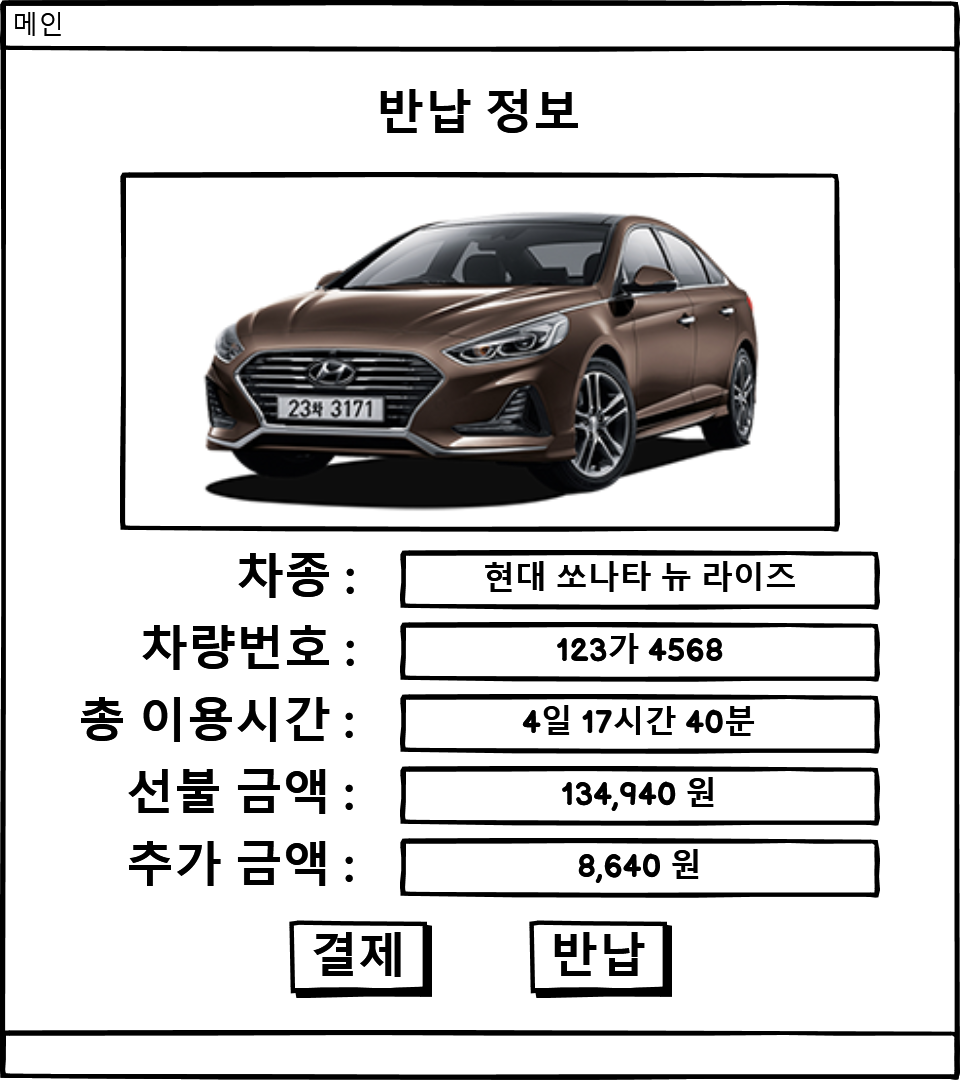 메인
반납 정보
23화 3171
차종 : 현대 쏘나타 뉴 라이즈
차량번호 : 123가 4568
총 이용시간 : 4일 17시간 40분
선불 금액 : 134,940 원
추가 금액 : 8,640 원
결제 반납